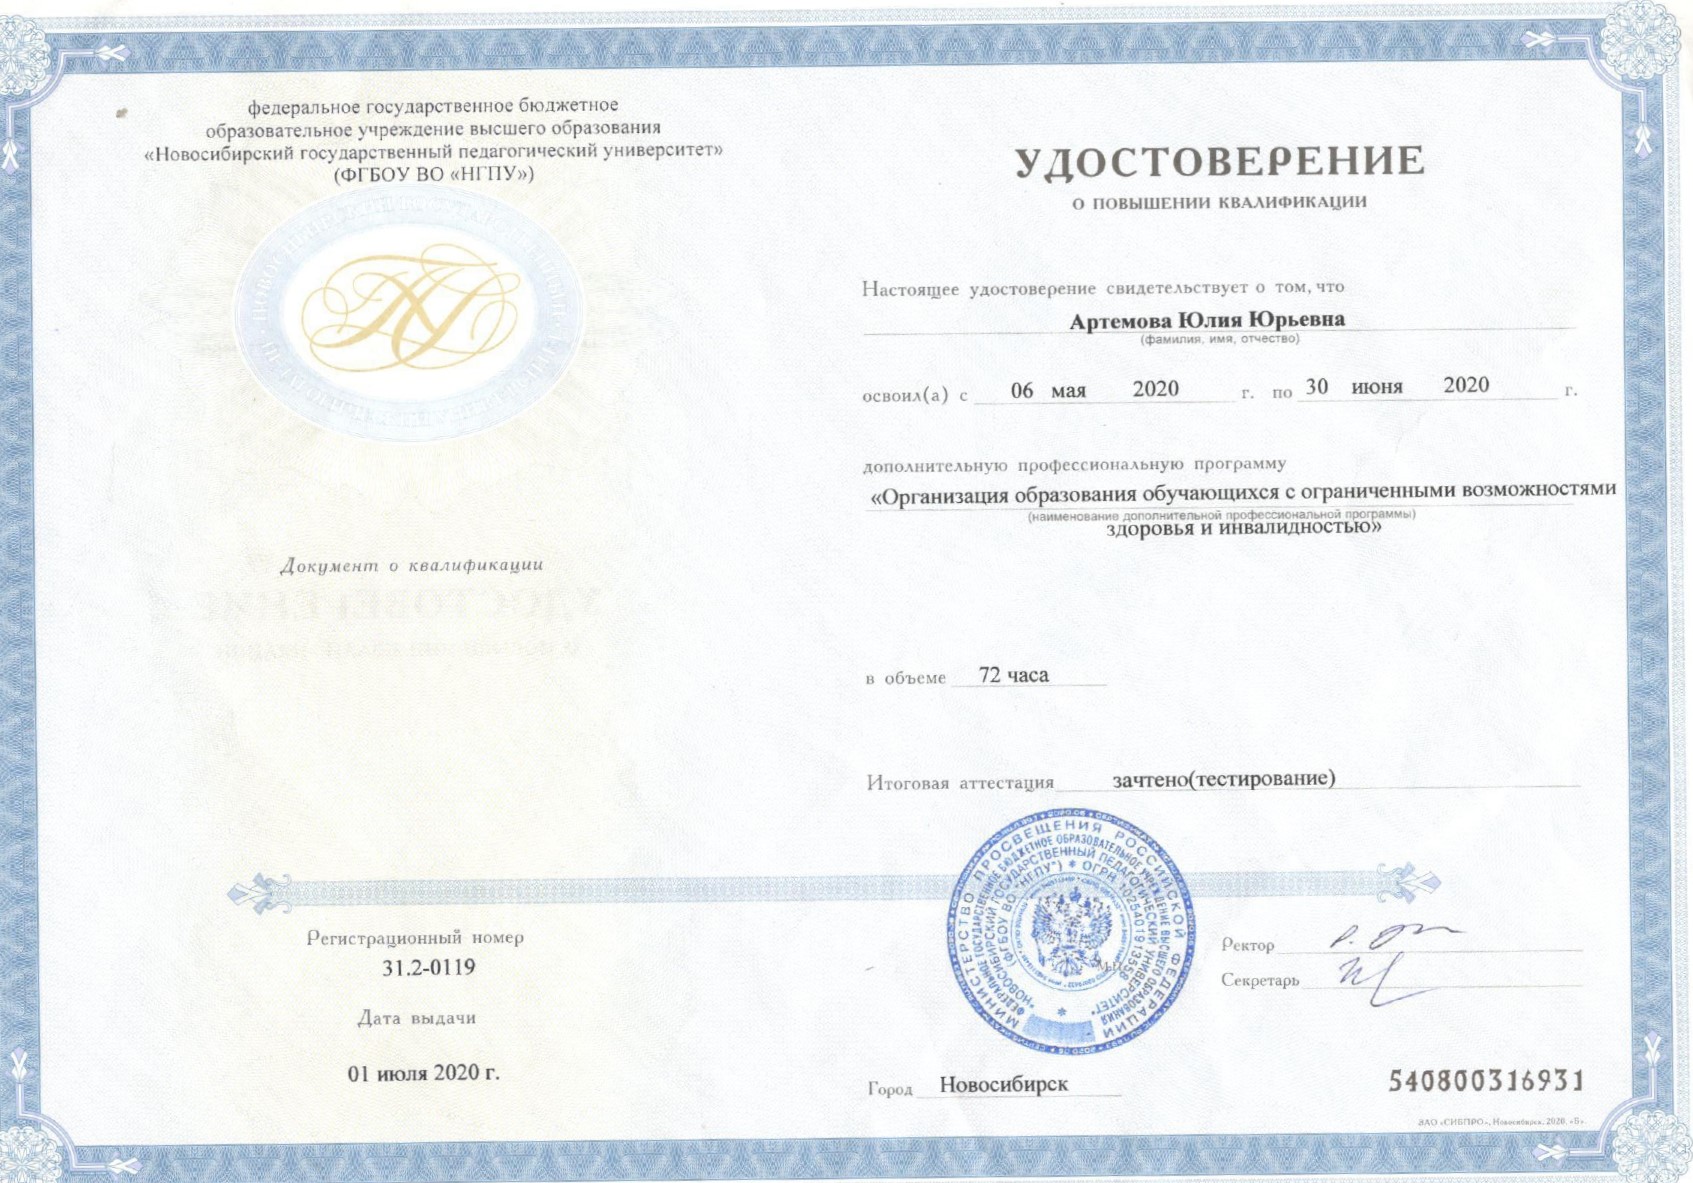 федеральное государственное бюджетное
образовательное учреждение высшего образования
«Новосибирский государственный педагогический университет»
(ФГБОУ ВО «НГПУ»)
Документ о квалификации
Регистрационный номер
31.2-0119
Дата выдачи
01 июля 2020 г.
УДОСТОВЕРЕНИЕ
О ПОВЫШЕНИИ КВАЛИФИКАЦИИ
Настоящее удостоверение свидетельствует о том, что
Артемова Юлия Юрьевна
(фамилия, имя, отчество)
освоил(а) с 06 мая 2020 г. по 30 июня 2020 г.
дополнительную профессиональную программу
«Организация образования обучающихся с ограниченными возможностями
(наименование дополнительной профессиональной программы)
здоровья и инвалидностью»
в объеме 72 часа
Итоговая аттестация зачтено(тестирование)
МИНИСТЕРСТВО ПРОСВЕЩЕНИЯ РОССИЙСКОЙ ФЕДЕРАЦИИ
ФЕДЕРАЛЬНОЕ ГОСУДАРСТВЕННОЕ БЮДЖЕТНОЕ ОБРАЗОВАТЕЛЬНОЕ УЧРЕЖДЕНИЕ ВЫСШЕГО ОБРАЗОВАНИЯ
"НОВОСИБИРСКИЙ ГОСУДАРСТВЕННЫЙ ПЕДАГОГИЧЕСКИЙ УНИВЕРСИТЕТ"
(ФГБОУ ВО "НГПУ") * ОГРН 1025401913558
Ректор
Секретарь
Город Новосибирск
540800316931
ЗАО «СИБПРО», Новосибирск, 2020, «Б»